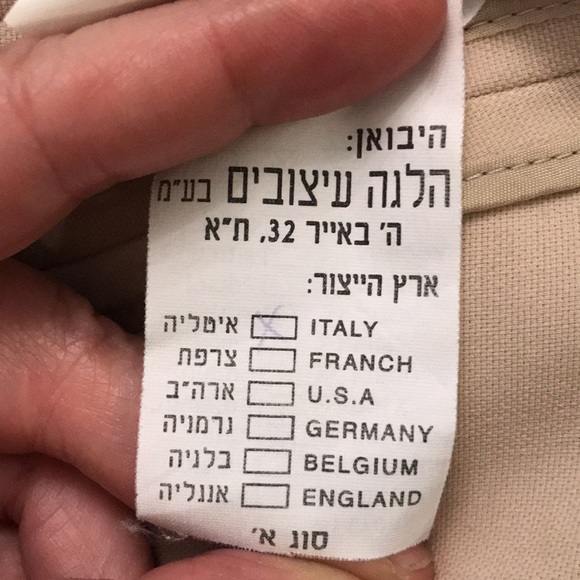 היבואן:
הלגה עיצובים בע"מ
ה' באייר 32, ת"א
ארץ הייצור:
איטליה ITALY
צרפת FRANCH
ארה"ב U.S.A
גרמניה GERMANY
בלגיה BELGIUM
אנגליה ENGLAND
סוג א'